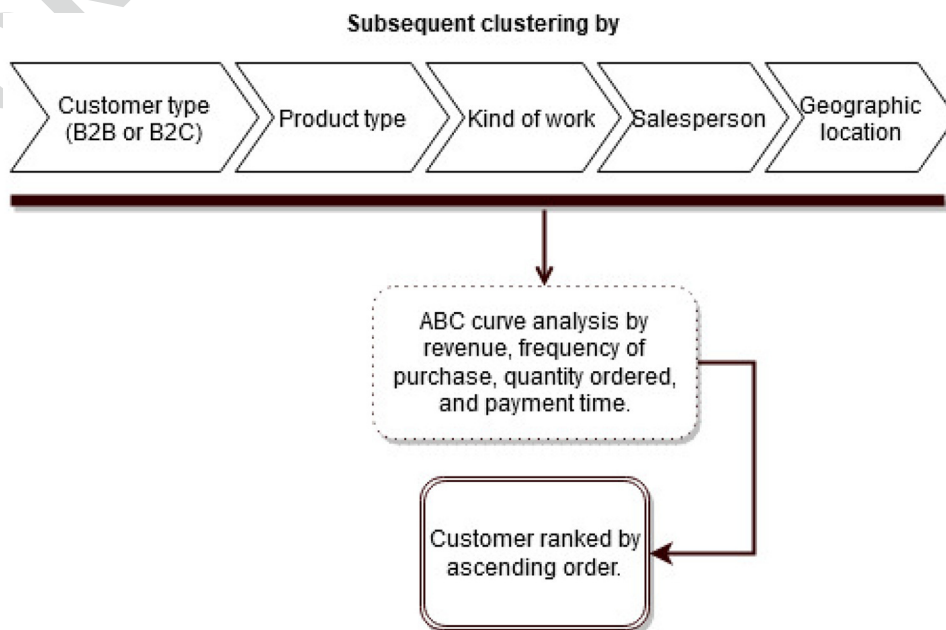 Subsequent clustering by
Customer type
(B2B or B2C)
Product type
Kind of work
Salesperson
Geographic
location
ABC curve analysis by
revenue, frequency of
purchase, quantity ordered,
and payment time.
Customer ranked by
ascending order.